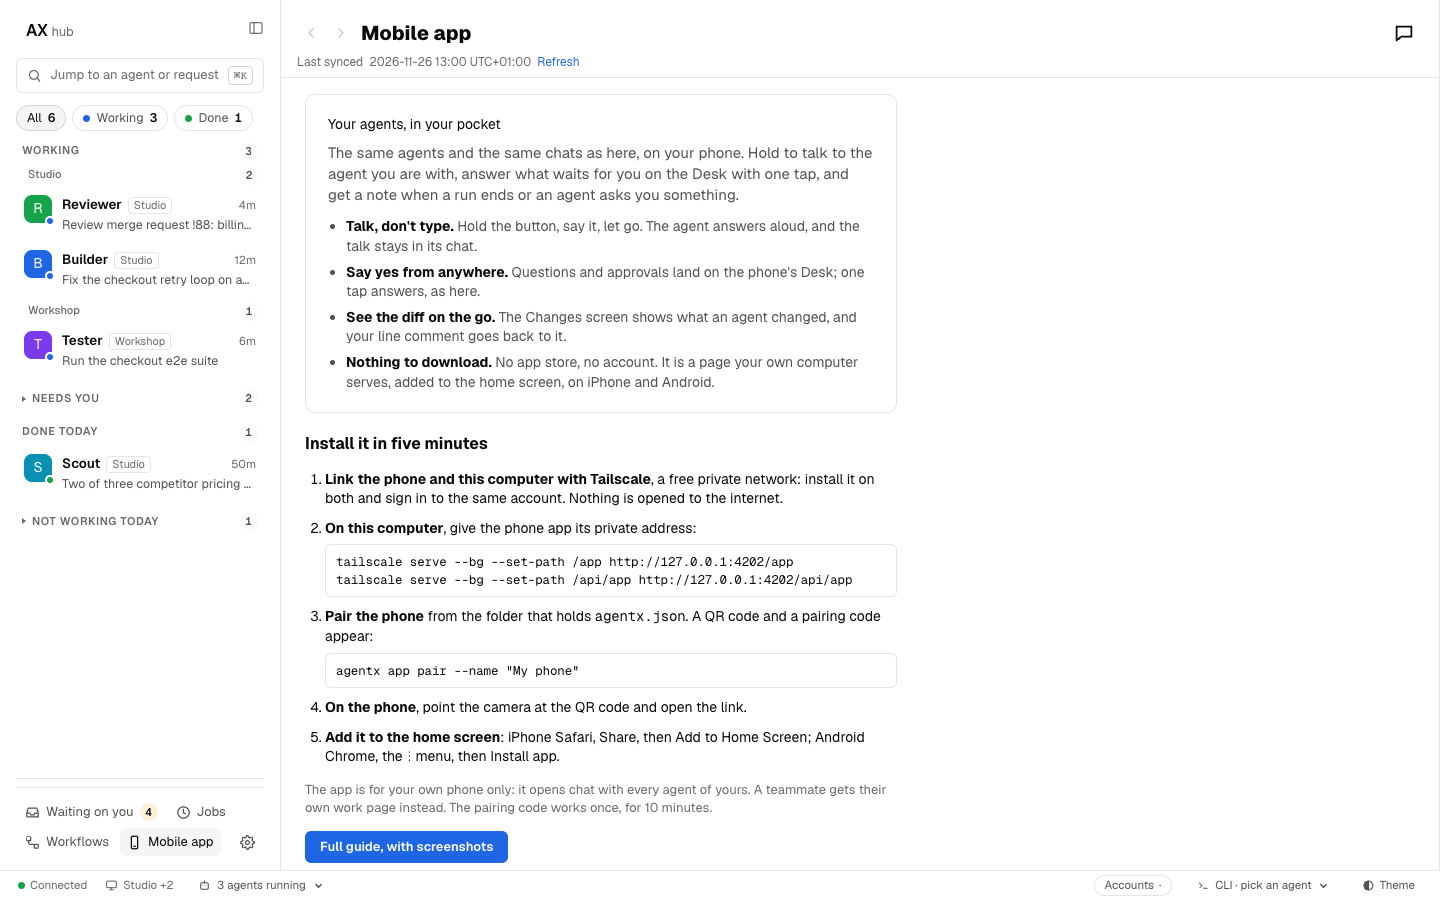 AX hub
Jump to an agent or request ⌘K
All 6 Working 3 Done 1
WORKING 3
Studio 2
R Reviewer Studio 4m
Review merge request !88: billin...
B Builder Studio 12m
Fix the checkout retry loop on a...
Workshop 1
T Tester Workshop 6m
Run the checkout e2e suite
NEEDS YOU 2
DONE TODAY 1
S Scout Studio 50m
Two of three competitor pricing ...
NOT WORKING TODAY 1
Waiting on you 4 Jobs
Workflows Mobile app
Mobile app
Last synced 2026-11-26 13:00 UTC+01:00 Refresh
Your agents, in your pocket
The same agents and the same chats as here, on your phone. Hold to talk to the
agent you are with, answer what waits for you on the Desk with one tap, and
get a note when a run ends or an agent asks you something.
• Talk, don't type. Hold the button, say it, let go. The agent answers aloud, and the
talk stays in its chat.
• Say yes from anywhere. Questions and approvals land on the phone's Desk; one
tap answers, as here.
• See the diff on the go. The Changes screen shows what an agent changed, and
your line comment goes back to it.
• Nothing to download. No app store, no account. It is a page your own computer
serves, added to the home screen, on iPhone and Android.
Install it in five minutes
1. Link the phone and this computer with Tailscale, a free private network: install it on
both and sign in to the same account. Nothing is opened to the internet.
2. On this computer, give the phone app its private address:
tailscale serve --bg --set-path /app http://127.0.0.1:4202/app
tailscale serve --bg --set-path /api/app http://127.0.0.1:4202/api/app
3. Pair the phone from the folder that holds agentx.json. A QR code and a pairing code
appear:
agentx app pair --name "My phone"
4. On the phone, point the camera at the QR code and open the link.
5. Add it to the home screen: iPhone Safari, Share, then Add to Home Screen; Android
Chrome, the ⋮ menu, then Install app.
The app is for your own phone only: it opens chat with every agent of yours. A teammate gets their
own work page instead. The pairing code works once, for 10 minutes.
Full guide, with screenshots
Connected Studio +2 3 agents running Accounts · CLI · pick an agent Theme